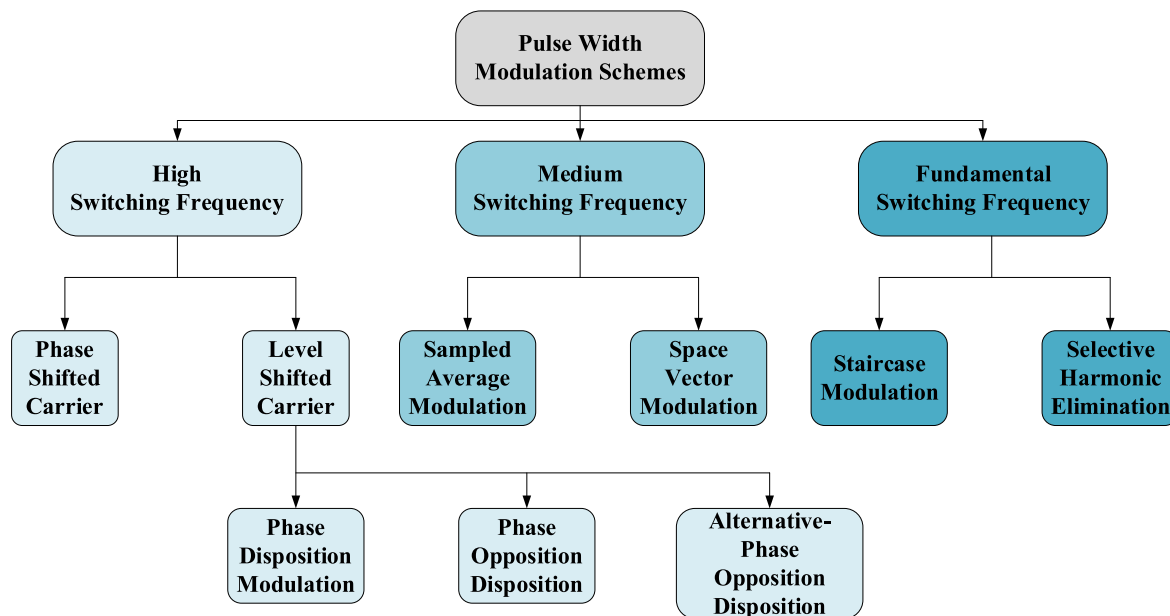 Pulse Width
Modulation Schemes
High
Switching Frequency
Medium
Switching Frequency
Fundamental
Switching Frequency
Phase
Shifted
Carrier
Level
Shifted
Carrier
Sampled
Average
Modulation
Space
Vector
Modulation
Staircase
Modulation
Selective
Harmonic
Elimination
Phase
Disposition
Modulation
Phase
Opposition
Disposition
Alternative-
Phase
Opposition
Disposition